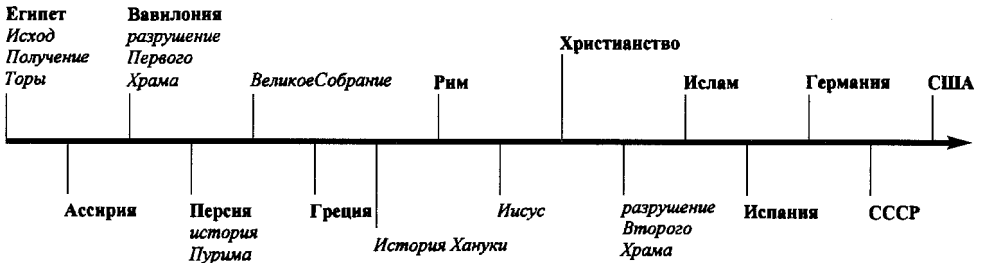 Египет
Исход
Получение
Торы
Вавилония
разрушение
Первого
Храма
ВеликоеСобрание
Рим
Христианство
Ислам
Германия
США
Ассирия
Персия
история
Пурима
Греция
История Хануки
Иисус
разрушение
Второго
Храма
Испания
СССР